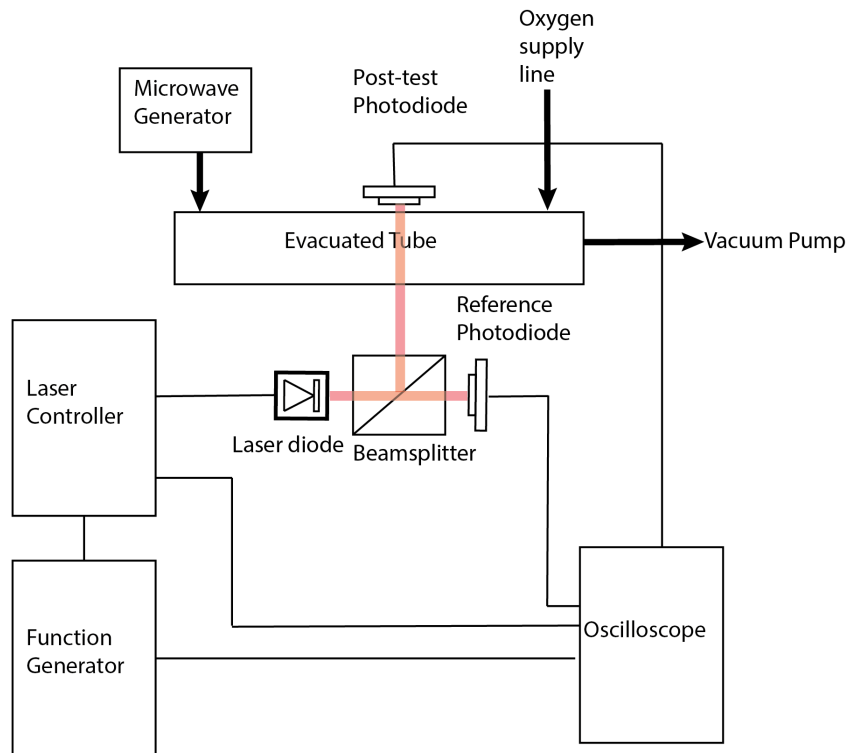 Oxygen
supply
line
Microwave
Generator
Post-test
Photodiode
Evacuated Tube
Vacuum Pump
Reference
Photodiode
Laser
Controller
Laser diode
Beamsplitter
Function
Generator
Oscilloscope